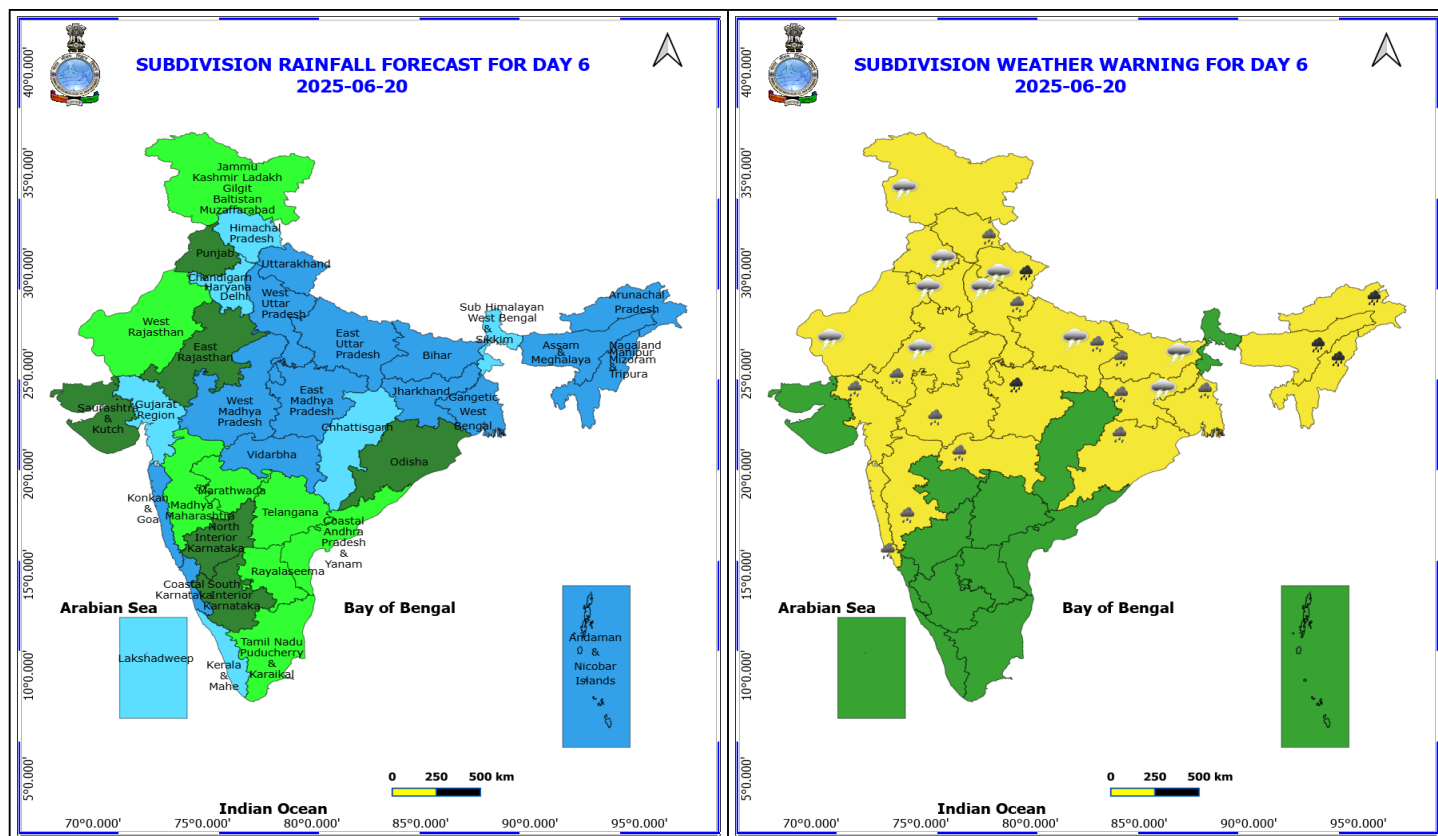 SUBDIVISION RAINFALL FORECAST FOR DAY 6
2025-06-20
40°0.000'
35°0.000'
30°0.000'
25°0.000'
20°0.000'
15°0.000'
10°0.000'
5°0.000'
Jammu
Kashmir Ladakh
Gilgit
Baltistan
Muzaffarabad
Himachal
Pradesh
Punjab
Uttarakhand
Chandigarh
Haryana
Delhi
West
Uttar
Pradesh
West
Rajasthan
East
Rajasthan
East
Uttar
Pradesh
Bihar
Sub Himalayan
West Bengal
&
Sikkim
Arunachal
Pradesh
Assam
&
Meghalaya
Nagaland
Manipur
Mizoram
&
Tripura
Saurashtra
&
Kutch
Gujarat
Region
West
Madhya
Pradesh
East
Madhya
Pradesh
Jharkhand
Gangetic
West
Bengal
Chhattisgarh
Odisha
Vidarbha
Konkan
&
Goa
Madhya
Maharashtra
Marathwada
Telangana
North
Interior
Karnataka
Coastal
Andhra
Pradesh
&
Yanam
Rayalaseema
Coastal
Karnataka
South
Interior
Karnataka
Tamil Nadu
Puducherry
&
Karaikal
Kerala
&
Mahe
Lakshadweep
Andaman
&
Nicobar
Islands
Arabian Sea
Bay of Bengal
Indian Ocean
0 250 500 km
70°0.000' 75°0.000' 80°0.000' 85°0.000' 90°0.000' 95°0.000'
SUBDIVISION WEATHER WARNING FOR DAY 6
2025-06-20
40°0.000'
35°0.000'
30°0.000'
25°0.000'
20°0.000'
15°0.000'
10°0.000'
5°0.000'
Arabian Sea
Bay of Bengal
Indian Ocean
0 250 500 km
70°0.000' 75°0.000' 80°0.000' 85°0.000' 90°0.000' 95°0.000'